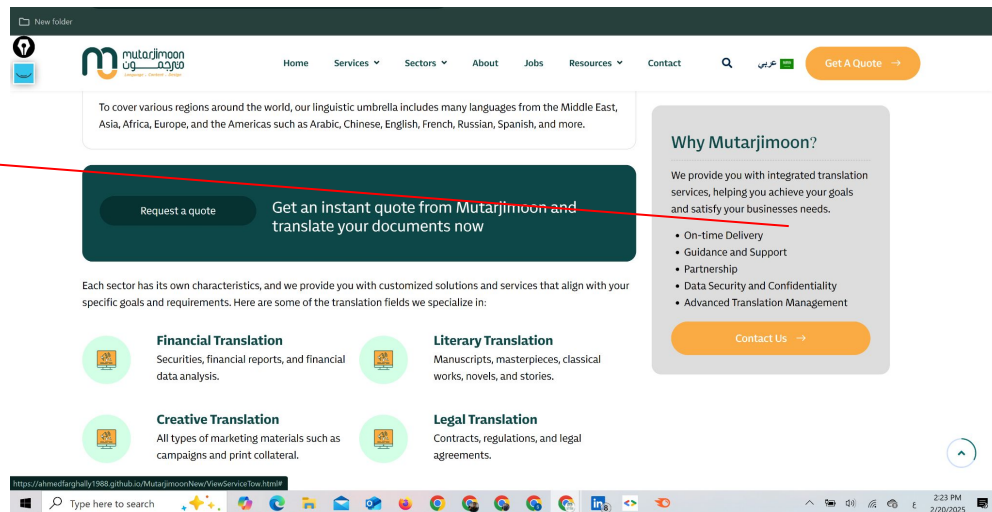 New folder
mutarjimoon
مترجمون
Language . Content . Design
Home Services Sectors About Jobs Resources Contact عربي Get A Quote →
To cover various regions around the world, our linguistic umbrella includes many languages from the Middle East,
Asia, Africa, Europe, and the Americas such as Arabic, Chinese, English, French, Russian, Spanish, and more.
Request a quote
Get an instant quote from Mutarjimoon and
translate your documents now
Each sector has its own characteristics, and we provide you with customized solutions and services that align with your
specific goals and requirements. Here are some of the translation fields we specialize in:
Financial Translation
Securities, financial reports, and financial
data analysis.
Literary Translation
Manuscripts, masterpieces, classical
works, novels, and stories.
Creative Translation
All types of marketing materials such as
campaigns and print collateral.
Legal Translation
Contracts, regulations, and legal
agreements.
Why Mutarjimoon?
We provide you with integrated translation
services, helping you achieve your goals
and satisfy your businesses needs.
• On-time Delivery
• Guidance and Support
• Partnership
• Data Security and Confidentiality
• Advanced Translation Management
Contact Us →
https://ahmedfarghally1988.github.io/MutarjimoonNew/ViewServiceTow.html#
Type here to search
ع
2:23 PM
2/20/2025